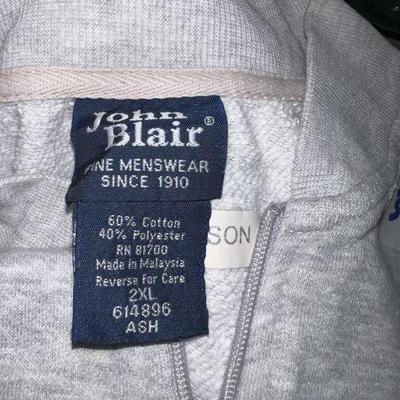 John
Blair®
FINE MENSWEAR
SINCE 1910
60% Cotton
40% Polyester
RN 81700
Made in Malaysia
Reverse For Care
2XL
614896
ASH
SON